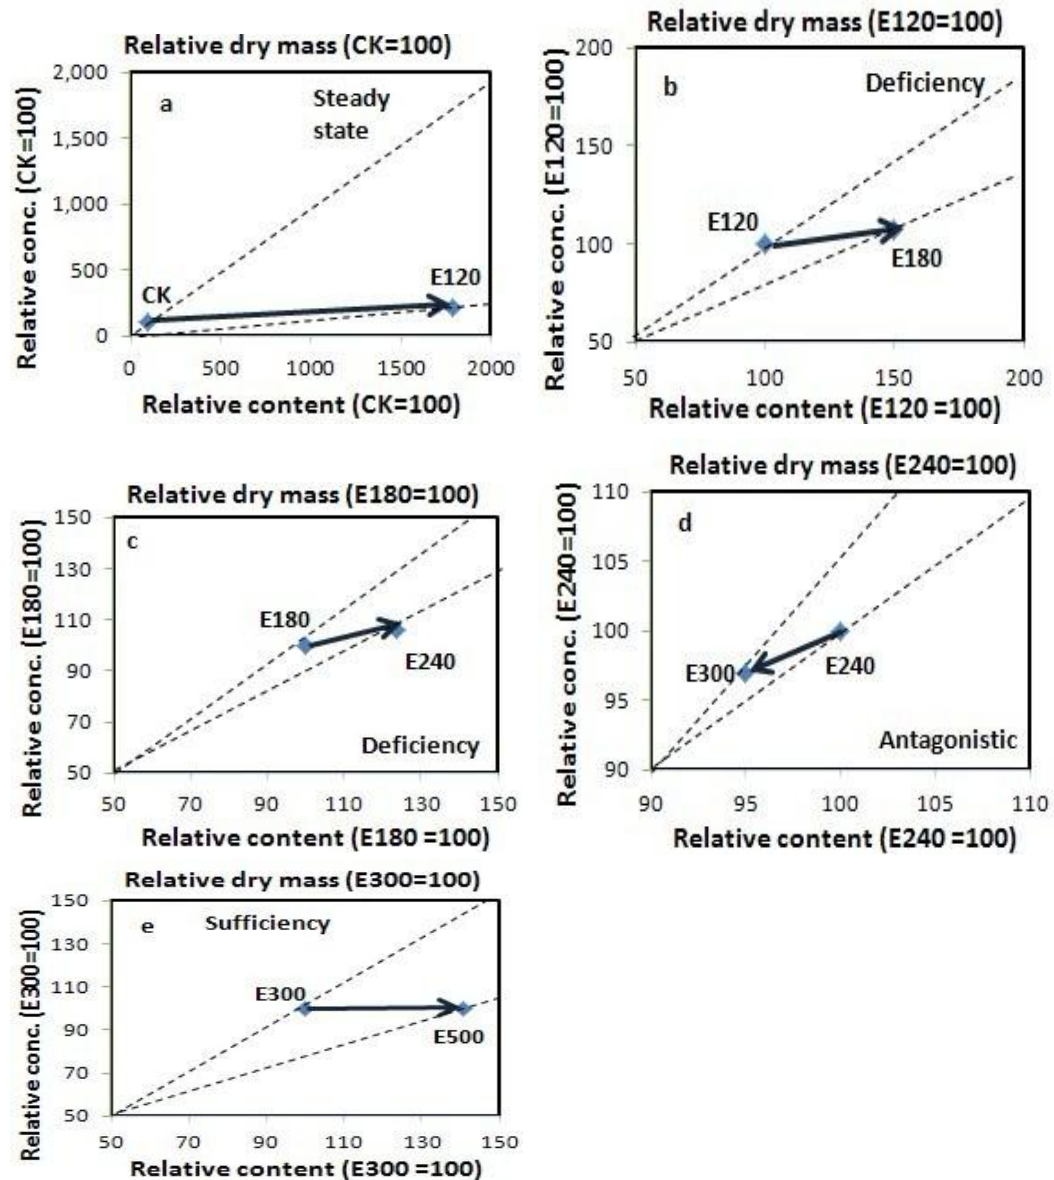 Relative dry mass (CK=100)
Relative conc. (CK=100)
2,000
1,500
1,000
500
0
a
Steady
state
CK
E120
0 500 1000 1500 2000
Relative content (CK=100)
Relative dry mass (E120=100)
Relative conc. (E120=100)
200
150
100
50
b
Deficiency
E120
E180
50 100 150 200
Relative content (E120 =100)
Relative dry mass (E180=100)
Relative conc. (E180=100)
150
130
110
90
70
50
c
E180
E240
Deficiency
50 70 90 110 130 150
Relative content (E180 =100)
Relative dry mass (E240=100)
Relative conc. (E240=100)
110
105
100
95
90
d
E300
E240
Antagonistic
90 95 100 105 110
Relative content (E240 =100)
Relative dry mass (E300=100)
Relative conc. (E300=100)
150
130
110
90
70
50
e
Sufficiency
E300
E500
50 70 90 110 130 150
Relative content (E300 =100)